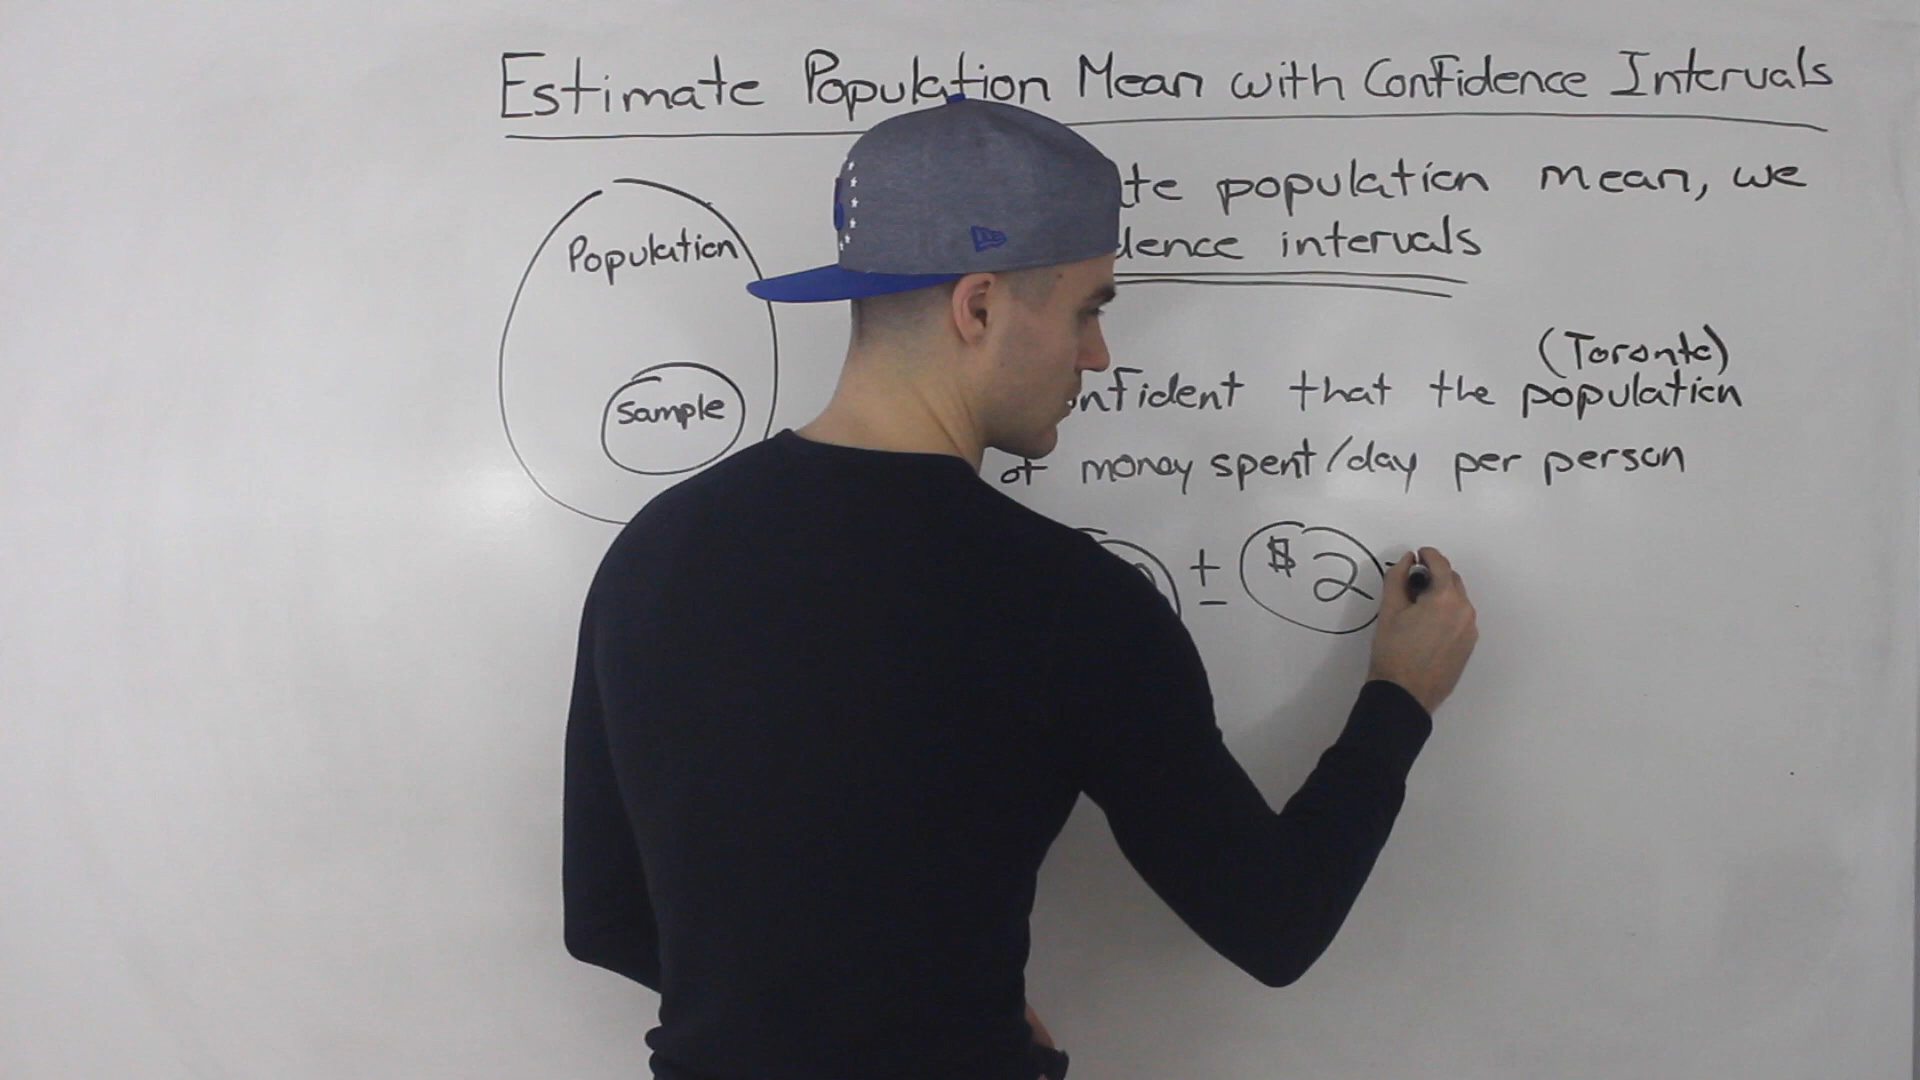 Estimate Population Mean with Confidence Intervals
te population mean, we
dence intervals
Population
(Toronto)
nfident that the population
Sample
of money spent/day per person
± $2